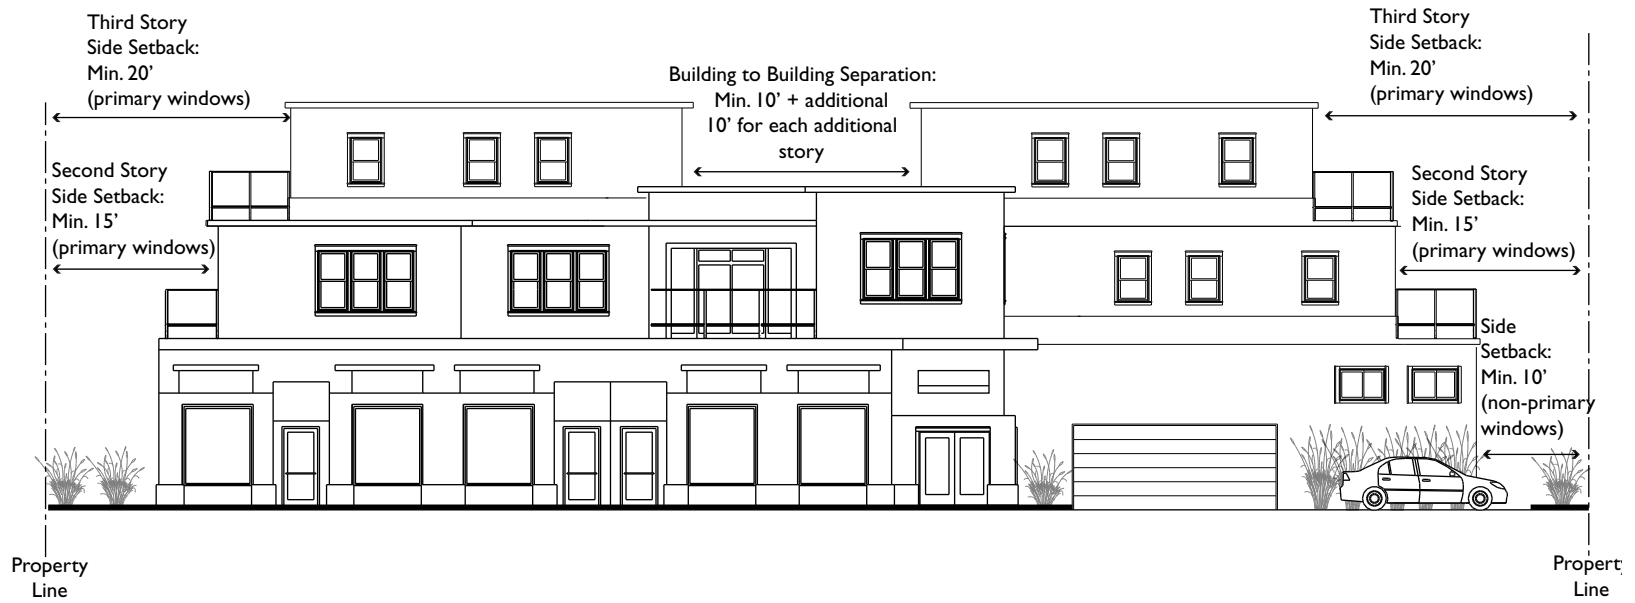 Third Story
Side Setback:
Min. 20’
(primary windows)
Building to Building Separation:
Min. 10’ + additional
10’ for each additional
story
Third Story
Side Setback:
Min. 20’
(primary windows)
Second Story
Side Setback:
Min. 15’
(primary windows)
Second Story
Side Setback:
Min. 15’
(primary windows)
Side
Setback:
Min. 10’
(non-primary
windows)
Property
Line
Property
Line